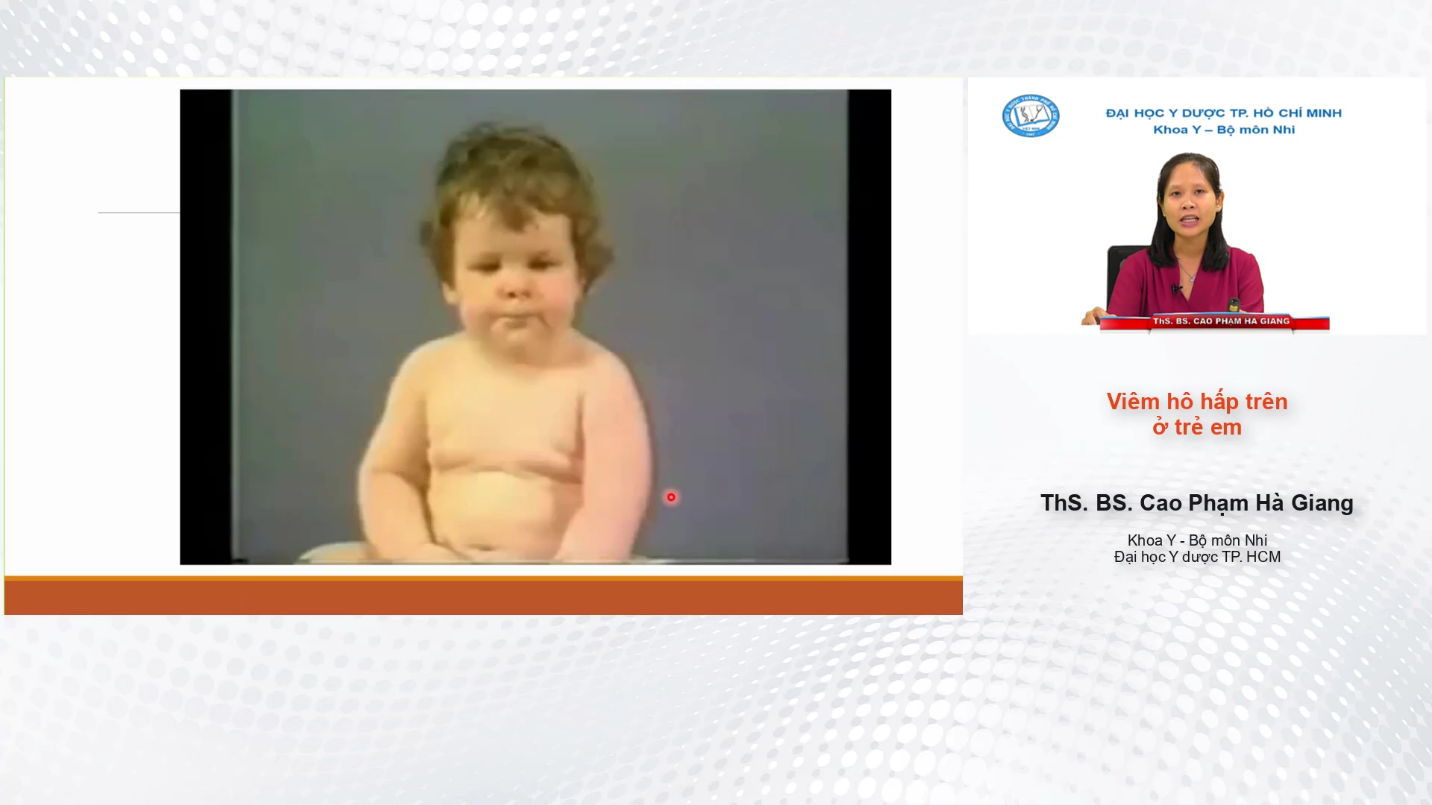 ĐẠI HỌC Y DƯỢC TP. HỒ CHÍ MINH
Khoa Y – Bộ môn Nhi
ThS. BS. CAO PHẠM HÀ GIANG
Viêm hô hấp trên
ở trẻ em
ThS. BS. Cao Phạm Hà Giang
Khoa Y - Bộ môn Nhi
Đại học Y dược TP. HCM